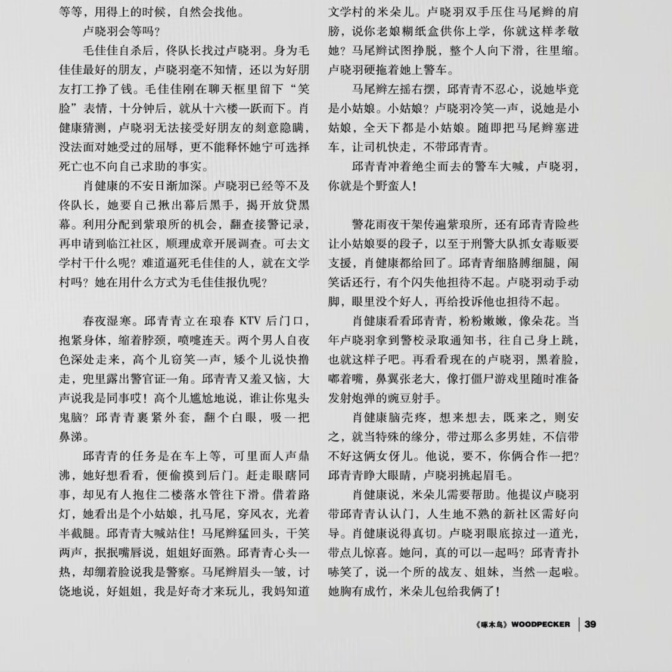 等等，用得上的时候，自然会找他。
卢晓羽会等吗？
毛佳佳自杀后，佟队长找过卢晓羽。身为毛
佳佳最好的朋友，卢晓羽毫不知情，还以为好朋
友打工挣了钱。毛佳佳刚在聊天框里留下“笑
脸”表情，十分钟后，就从十六楼一跃而下。肖
健康猜测，卢晓羽无法接受好朋友的刻意隐瞒，
没法面对她受过的屈辱，更不能释怀她宁可选择
死亡也不向自己求助的事实。
肖健康的不安日渐加深。卢晓羽已经等不及
佟队长，她要自己揪出幕后黑手，揭开放贷黑
幕。利用分配到紫琅所的机会，翻查接警记录，
再申请到临江社区，顺理成章开展调查。可去文
学村干什么呢？难道逼死毛佳佳的人，就在文学
村吗？她在用什么方式为毛佳佳报仇呢？
春夜湿寒。邱青青立在琅春 KTV 后门口，
抱紧身体，缩着脖颈，喷嚏连天。两个男人自夜
色深处走来，高个儿窃笑一声，矮个儿说快撸
走，兜里露出警官证一角。邱青青又羞又恼，大
声说我是同事哎！高个儿尴尬地说，谁让你鬼头
鬼脑？邱青青裹紧外套，翻个白眼，吸一把
鼻涕。
邱青青的任务是在车上等，可里面人声鼎
沸，她好想看看，便偷摸到后门。赶走眼瞎同
事，却见有人抱住二楼落水管往下滑。借着路
灯，她看出是个小姑娘，扎马尾，穿风衣，光着
半截腿。邱青青大喊站住！马尾辫猛回头，干笑
两声，抿抿嘴唇说，姐姐好面熟。邱青青心头一
热，却绷着脸说我是警察。马尾辫眉头一皱，讨
饶地说，好姐姐，我是好奇才来玩儿，我妈知道
文学村的米朵儿。卢晓羽双手压住马尾辫的肩
膀，说你老娘糊纸盒供你上学，你就这样孝敬
她？马尾辫试图挣脱，整个人向下滑，往里缩。
卢晓羽硬拖着她上警车。
马尾辫左摇右摆，邱青青不忍心，说她毕竟
是小姑娘。小姑娘？卢晓羽冷笑一声，说她是小
姑娘，全天下都是小姑娘。随即把马尾辫塞进
车，让司机快走，不带邱青青。
邱青青冲着绝尘而去的警车大喊，卢晓羽，
你就是个野蛮人！
警花雨夜干架传遍紫琅所，还有邱青青险些
让小姑娘耍的段子，以至于刑警大队抓女毒贩要
支援，肖健康都给回了。邱青青细胳膊细腿，闹
笑话还行，有个闪失他担待不起。卢晓羽动手动
脚，眼里没个好人，再给投诉他也担待不起。
肖健康看看邱青青，粉粉嫩嫩，像朵花。当
年卢晓羽拿到警校录取通知书，往自己身上跳，
也就这样子吧。再看看现在的卢晓羽，黑着脸，
嘟着嘴，鼻翼张老大，像打僵尸游戏里随时准备
发射炮弹的豌豆射手。
肖健康脑壳疼，想来想去，既来之，则安
之，就当特殊的缘分，带过那么多男娃，不信带
不好这俩女伢儿。他说，要不，你俩合作一把？
邱青青睁大眼睛，卢晓羽挑起眉毛。
肖健康说，米朵儿需要帮助。他提议卢晓羽
带邱青青认认门，人生地不熟的新社区需好向
导。肖健康说得真切。卢晓羽眼底掠过一道光，
带点儿惊喜。她问，真的可以一起吗？邱青青扑
哧笑了，说一个所的战友、姐妹，当然一起啦。
她胸有成竹，米朵儿包给我俩了！
《啄木鸟》WOODPECKER 39